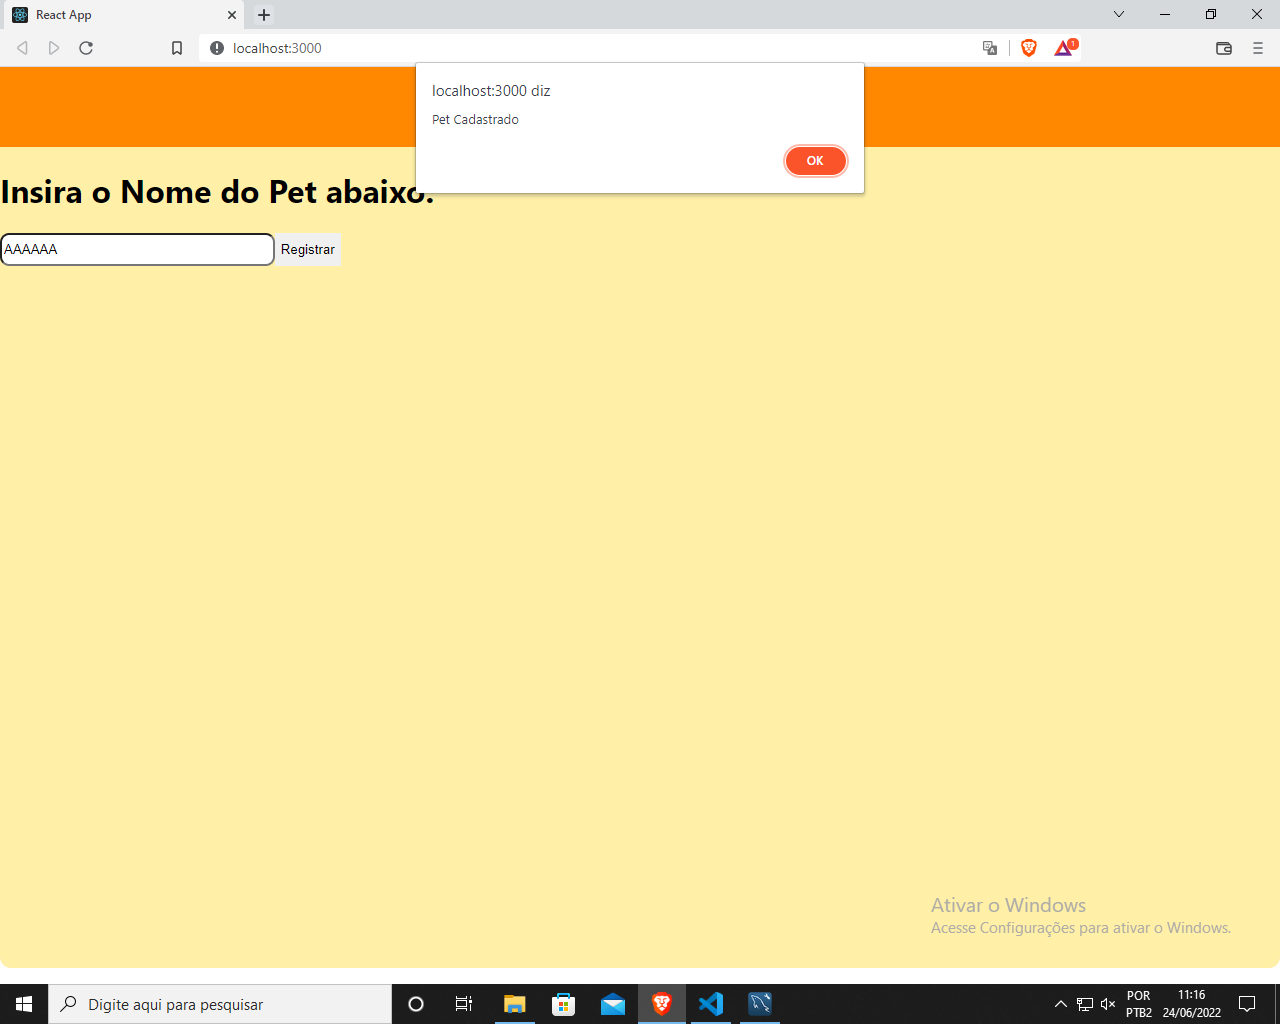 React App
localhost:3000
1
localhost:3000 diz
Pet Cadastrado
OK
Insira o Nome do Pet abaixo.
AAAAAA
Registrar
Ativar o Windows
Acesse Configurações para ativar o Windows.
Digite aqui para pesquisar
POR
PTB2
11:16
24/06/2022